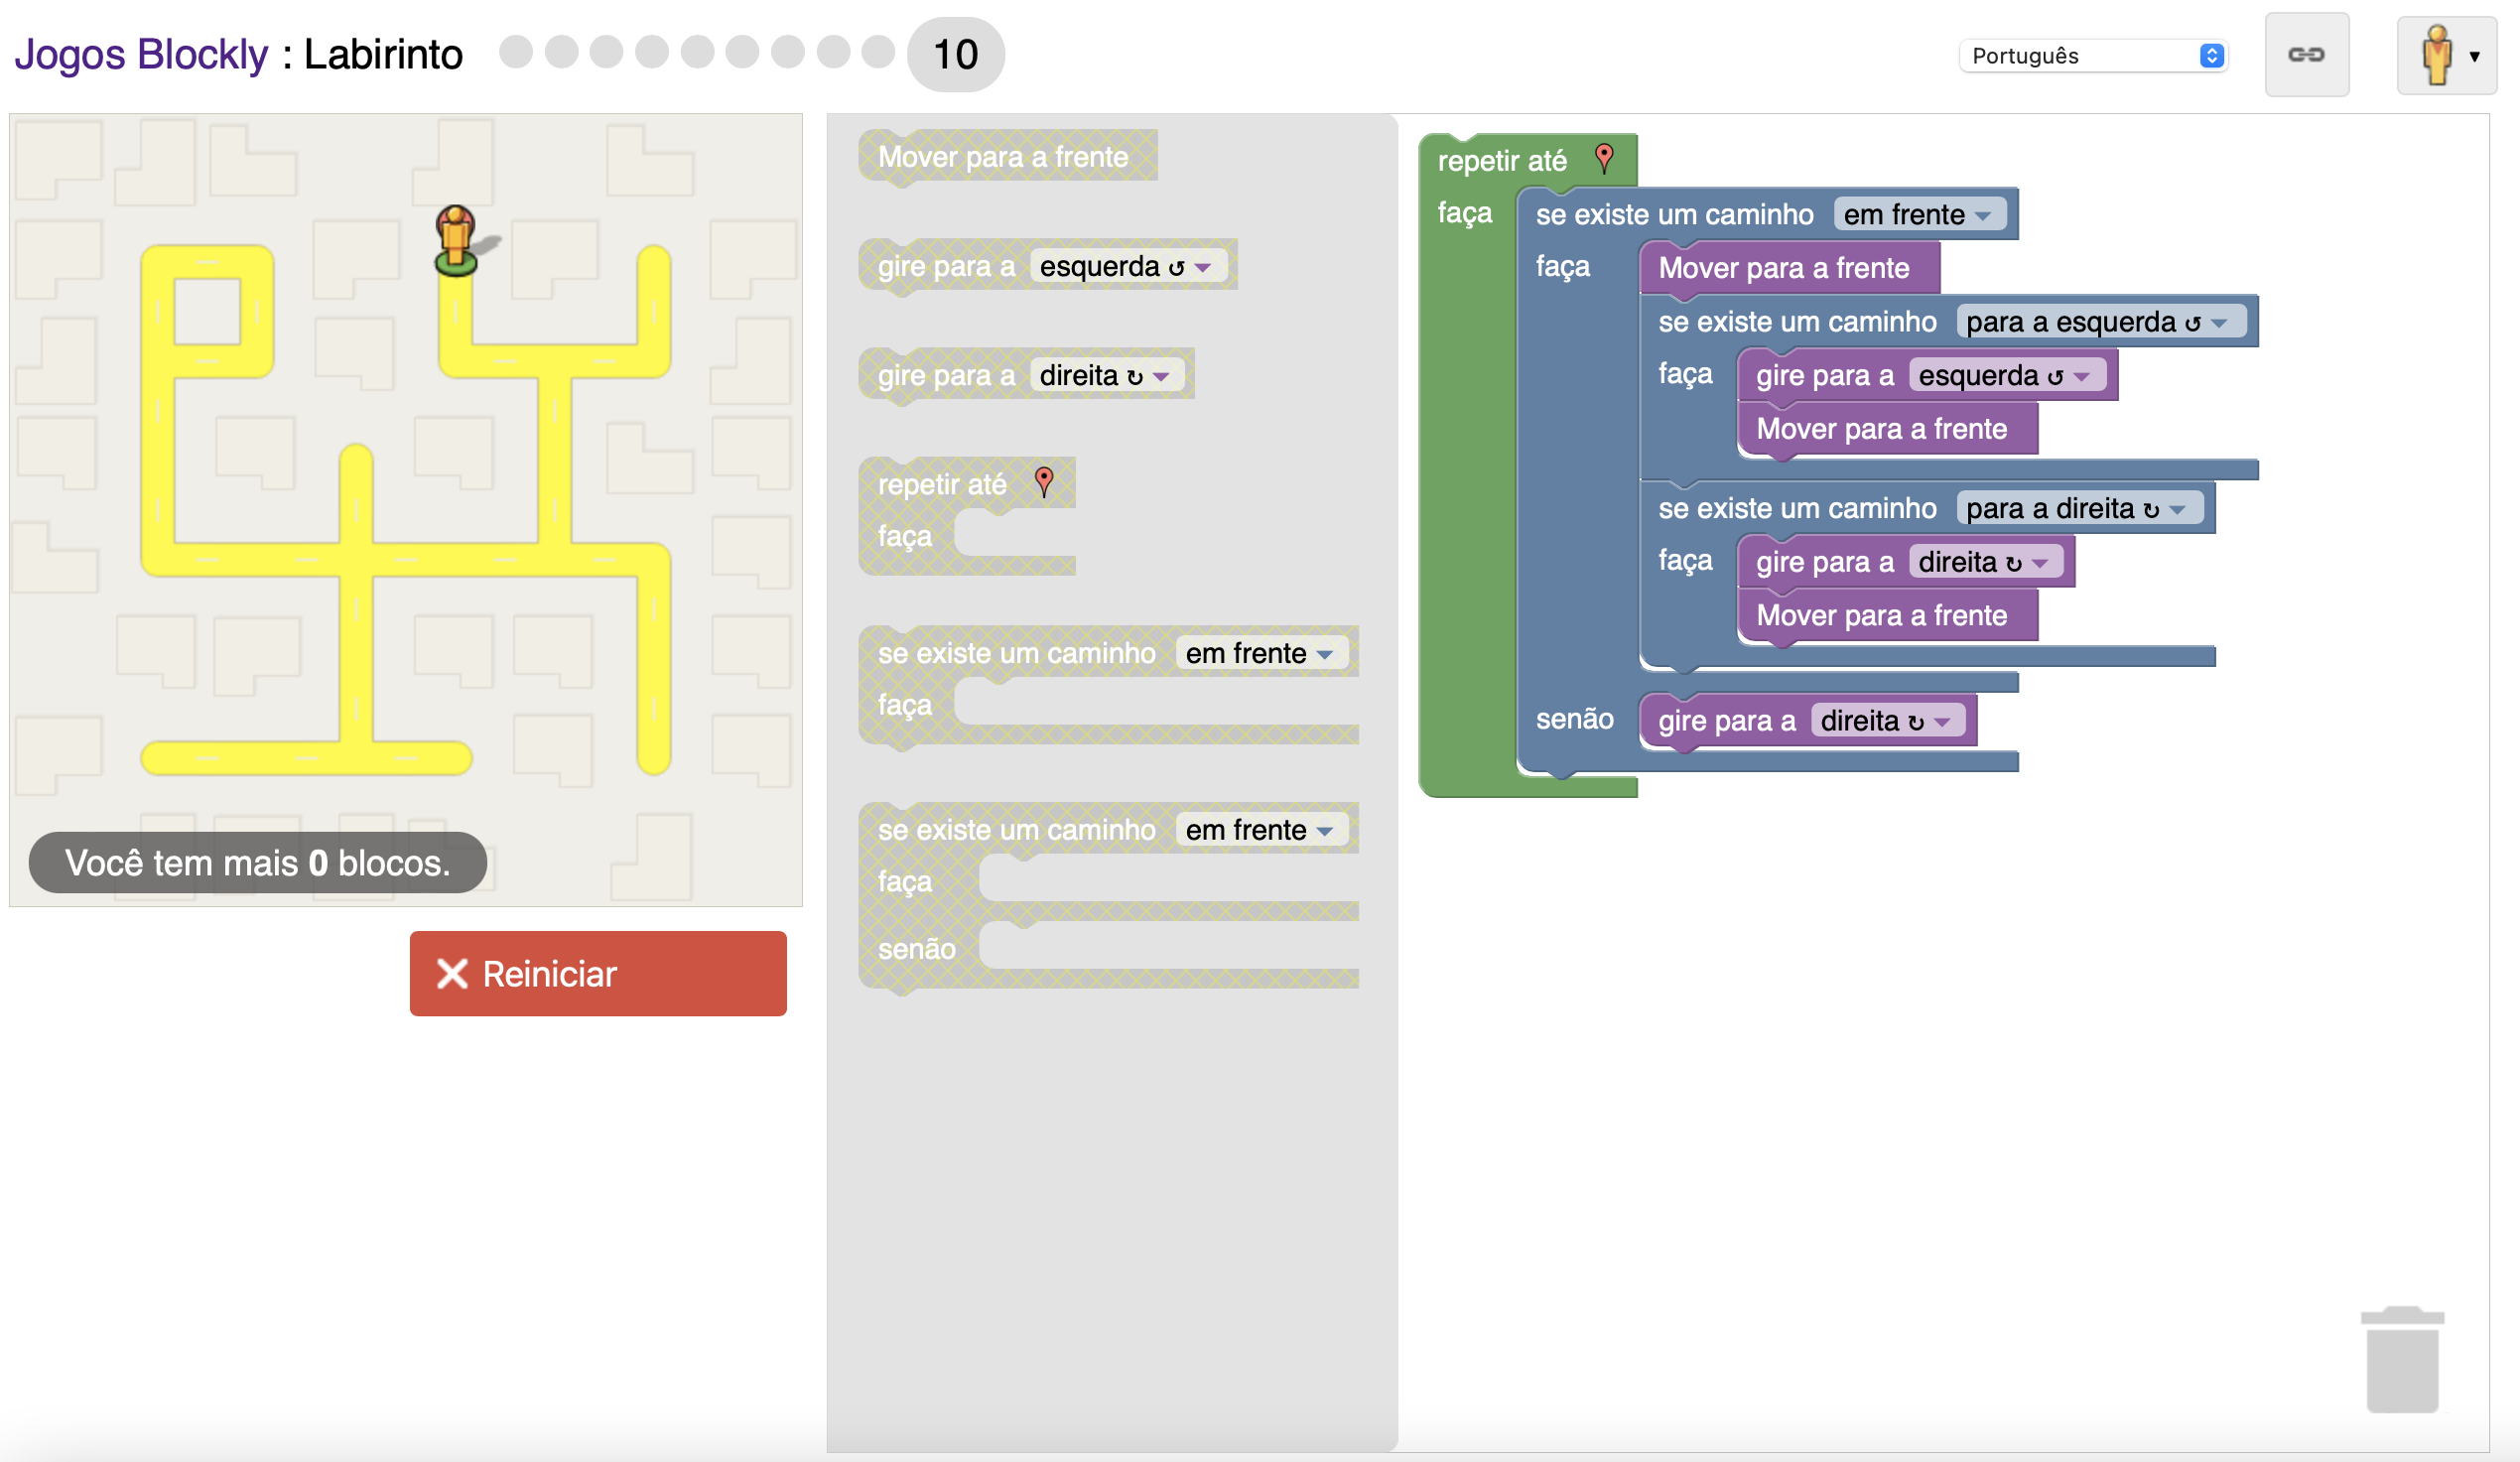 Jogos Blockly : Labirinto 10
Português
Você tem mais 0 blocos.
Reiniciar
Mover para a frente
gire para a esquerda ↺
gire para a direita ↻
repetir até
faça
se existe um caminho em frente
faça
se existe um caminho em frente
faça
senão
repetir até
faça
se existe um caminho em frente
faça
Mover para a frente
se existe um caminho para a esquerda ↺
faça
gire para a esquerda ↺
Mover para a frente
se existe um caminho para a direita ↻
faça
gire para a direita ↻
Mover para a frente
senão
gire para a direita ↻